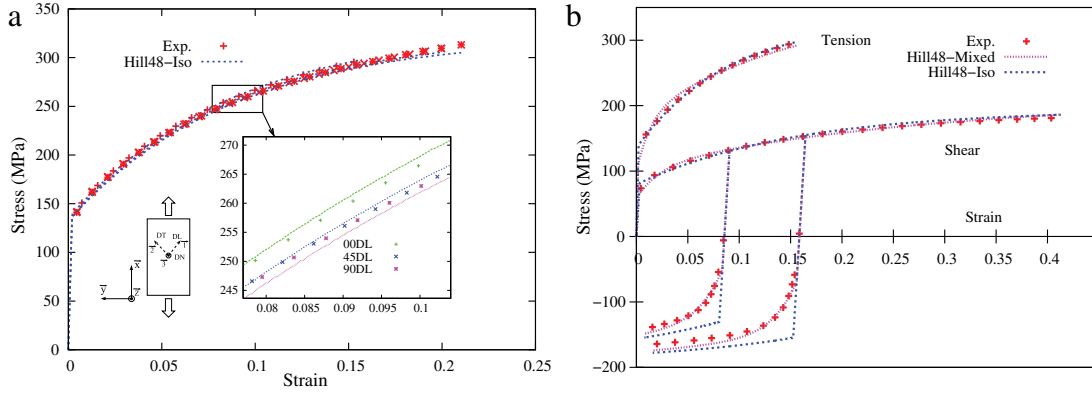 a
350
300
250
200
150
100
50
0
0 0.05 0.1 0.15 0.2 0.25
Strain
Stress (MPa)
Exp.
Hill48−Iso
270
265
260
255
250
245
0.08 0.085 0.09 0.095 0.1
00DL
45DL
90DL
DT DL
2 1
3 DN
x
y z
b
300
200
100
0
−100
−200
0 0.05 0.1 0.15 0.2 0.25 0.3 0.35 0.4
Stress (MPa)
Tension
Exp.
Hill48−Mixed
Hill48−Iso
Shear
Strain